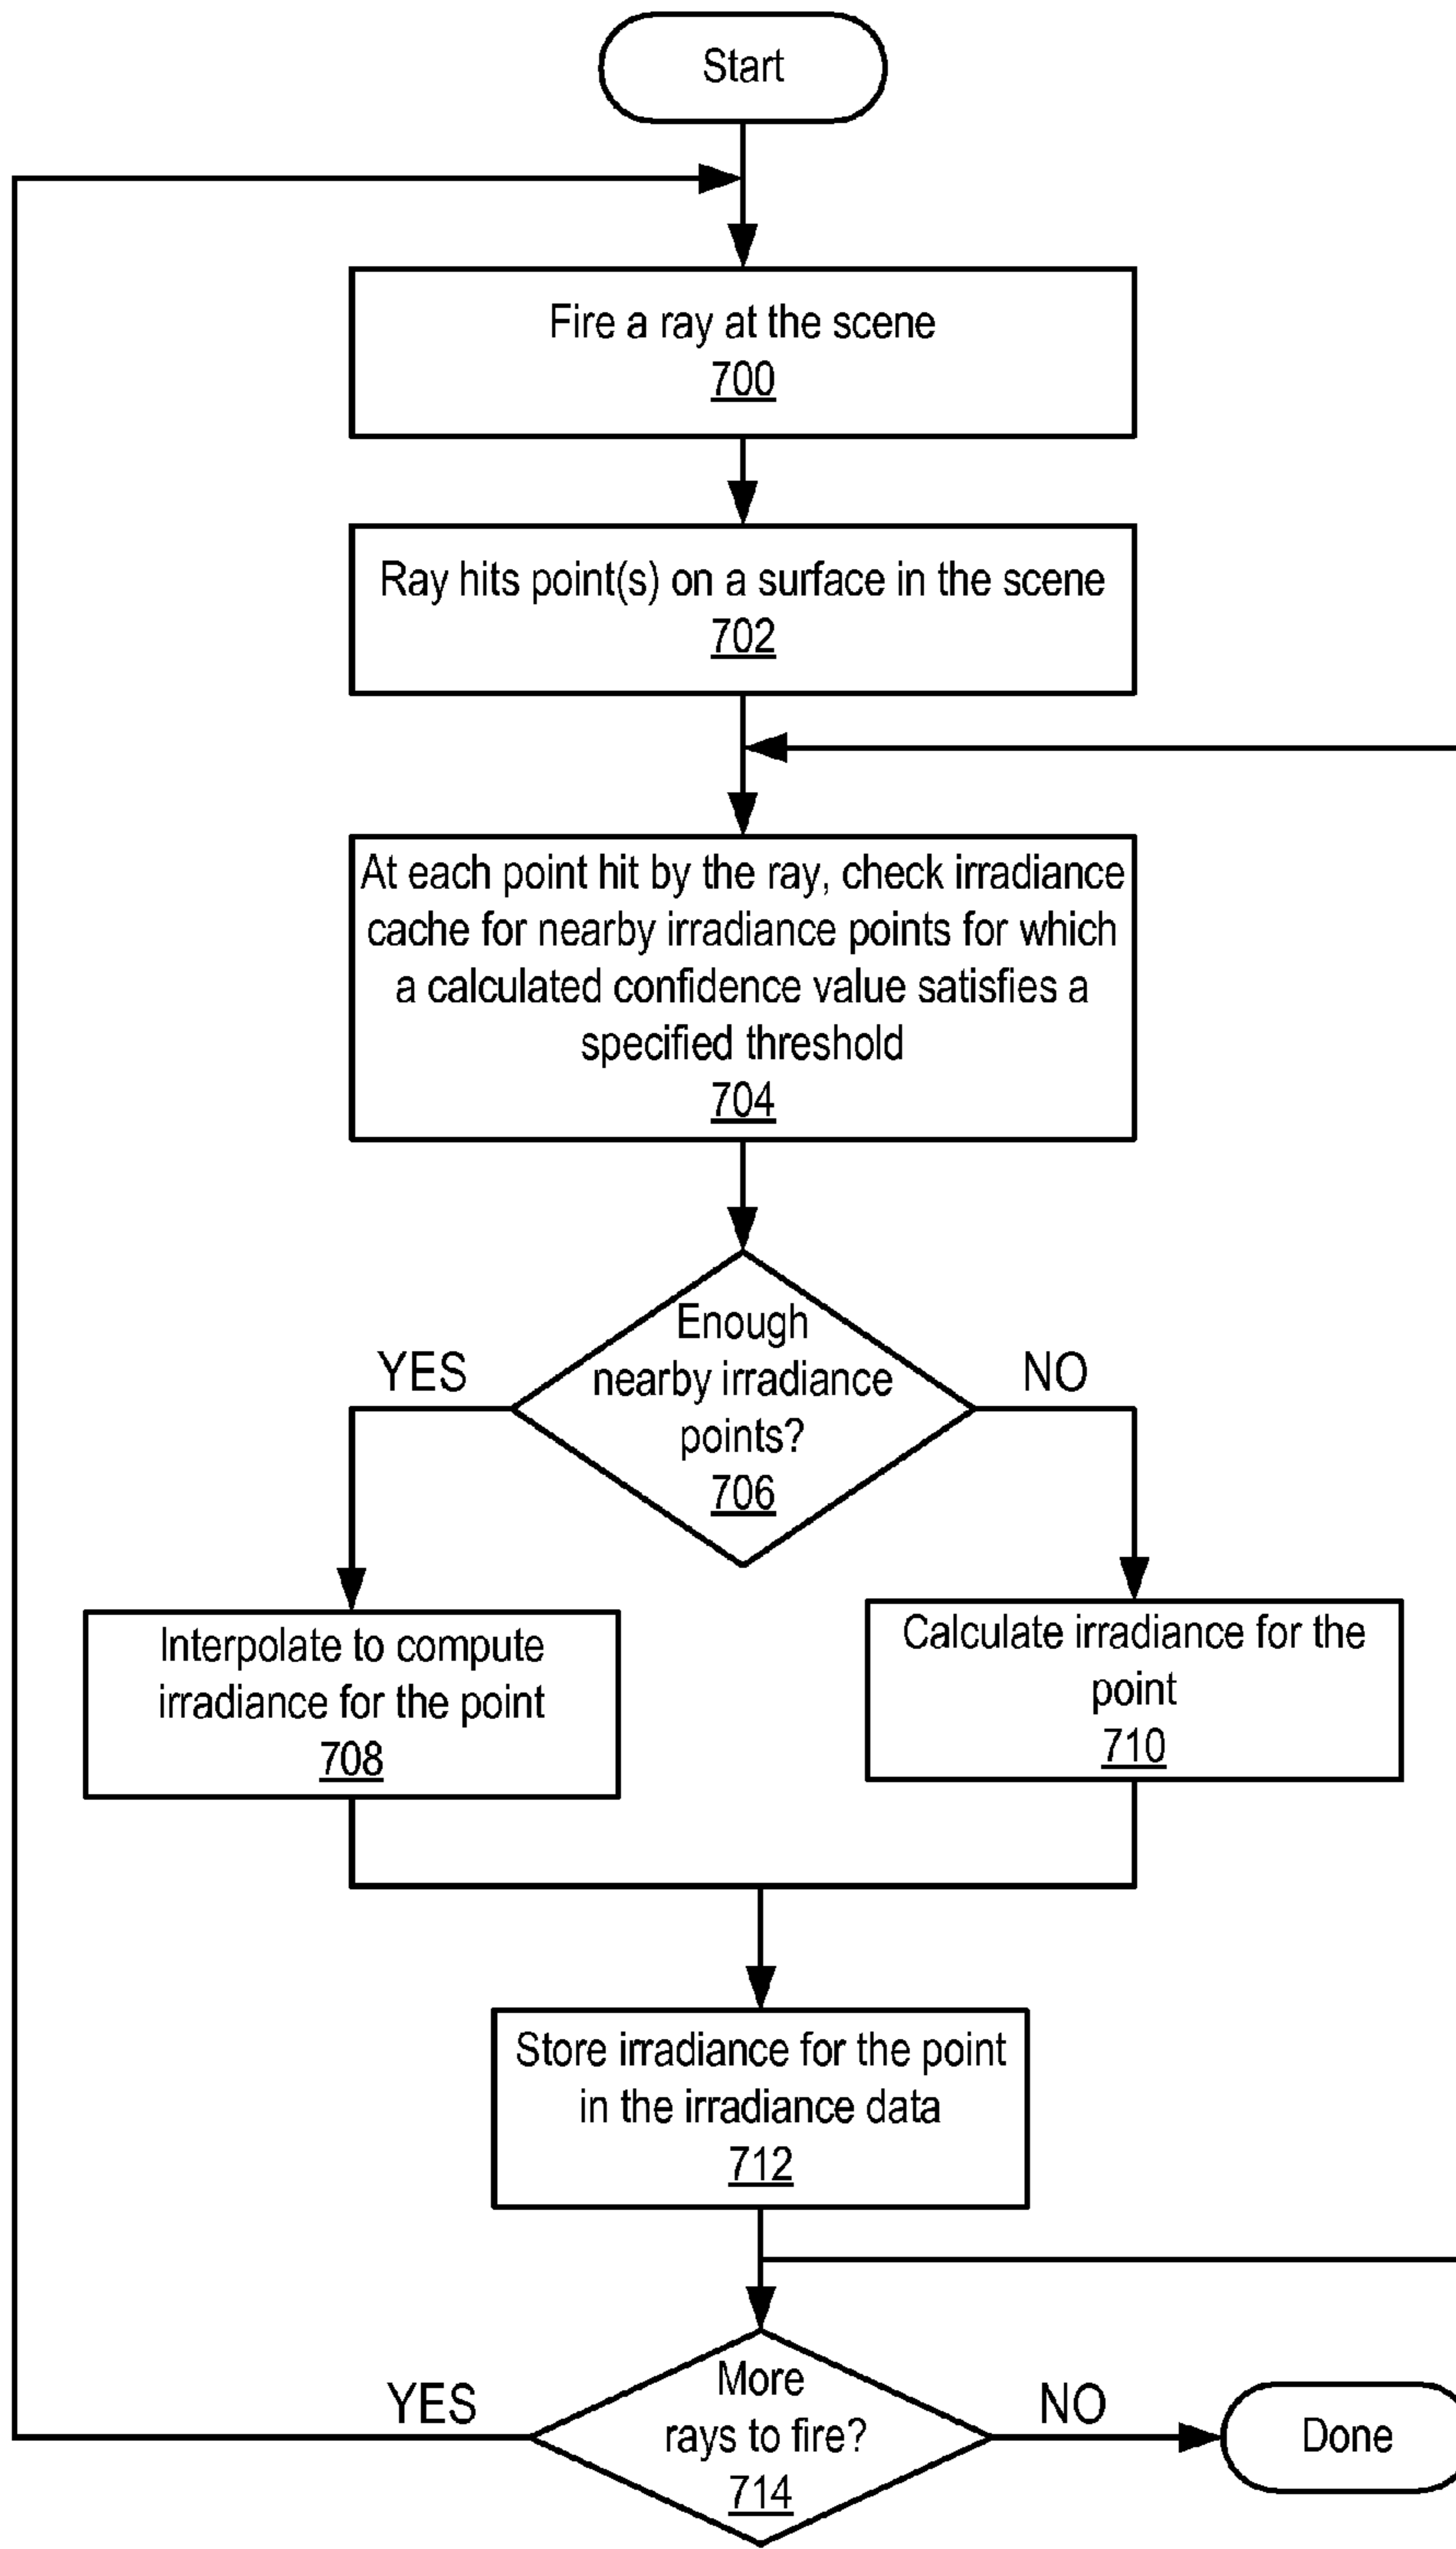 Start
Fire a ray at the scene
700
Ray hits point(s) on a surface in the scene
702
At each point hit by the ray, check irradiance
cache for nearby irradiance points for which
a calculated confidence value satisfies a
specified threshold
704
Enough
nearby irradiance
points?
706
YES
NO
Interpolate to compute
irradiance for the point
708
Calculate irradiance for the
point
710
Store irradiance for the point
in the irradiance data
712
More
rays to fire?
714
YES
NO
Done